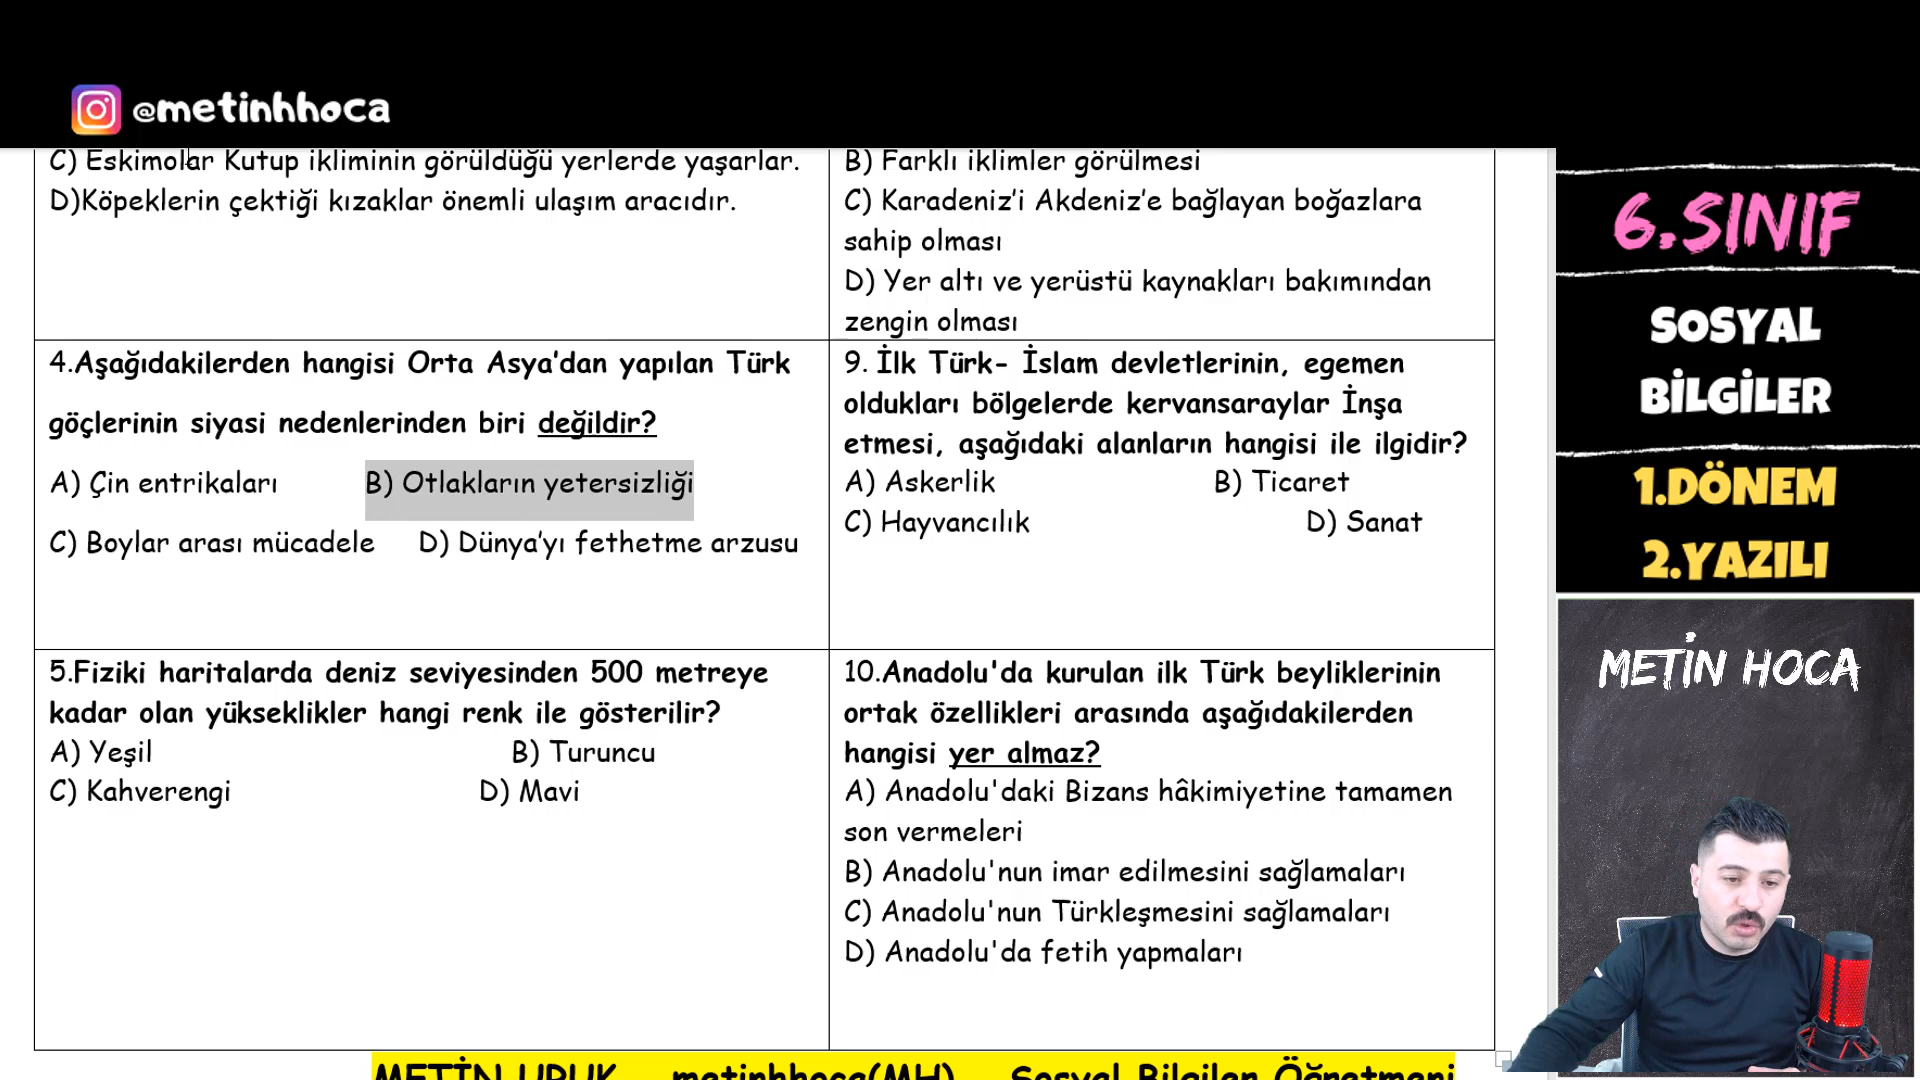 @metinhhoca
C) Eskimolar Kutup ikliminin görüldüğü yerlerde yaşarlar.
D)Köpeklerin çektiği kızaklar önemli ulaşım aracıdır.
B) Farklı iklimler görülmesi
C) Karadeniz’i Akdeniz’e bağlayan boğazlara
sahip olması
D) Yer altı ve yerüstü kaynakları bakımından
zengin olması
4.Aşağıdakilerden hangisi Orta Asya’dan yapılan Türk
göçlerinin siyasi nedenlerinden biri değildir?
A) Çin entrikaları B) Otlakların yetersizliği
C) Boylar arası mücadele D) Dünya’yı fethetme arzusu
9. İlk Türk- İslam devletlerinin, egemen
oldukları bölgelerde kervansaraylar İnşa
etmesi, aşağıdaki alanların hangisi ile ilgidir?
A) Askerlik B) Ticaret
C) Hayvancılık D) Sanat
5.Fiziki haritalarda deniz seviyesinden 500 metreye
kadar olan yükseklikler hangi renk ile gösterilir?
A) Yeşil B) Turuncu
C) Kahverengi D) Mavi
10.Anadolu'da kurulan ilk Türk beyliklerinin
ortak özellikleri arasında aşağıdakilerden
hangisi yer almaz?
A) Anadolu'daki Bizans hâkimiyetine tamamen
son vermeleri
B) Anadolu'nun imar edilmesini sağlamaları
C) Anadolu'nun Türkleşmesini sağlamaları
D) Anadolu'da fetih yapmaları
METİN URUK metinhhoca(MH) Sosyal Bilgiler Öğretmeni
6.SINIF
SOSYAL
BİLGİLER
1.DÖNEM
2.YAZILI
METİN HOCA